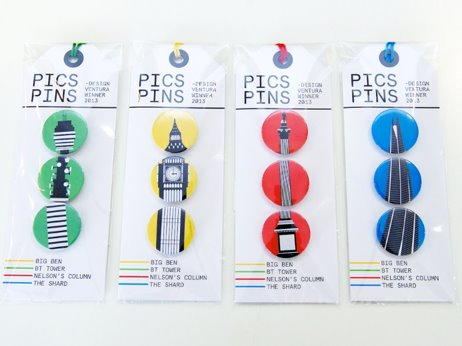 PICS
PINS
-DESIGN
VENTURA
WINNER
2013
BIG BEN
BT TOWER
NELSON'S COLUMN
THE SHARD
PICS
PINS
-DESIGN
VENTURA
WINNER
2013
BIG BEN
BT TOWER
NELSON'S COLUMN
THE SHARD
PICS
PINS
-DESIGN
VENTURA
WINNER
2013
BIG BEN
BT TOWER
NELSON'S COLUMN
THE SHARD
PICS
PINS
-DESIGN
VENTURA
WINNER
2013
BIG BEN
BT TOWER
NELSON'S COLUMN
THE SHARD